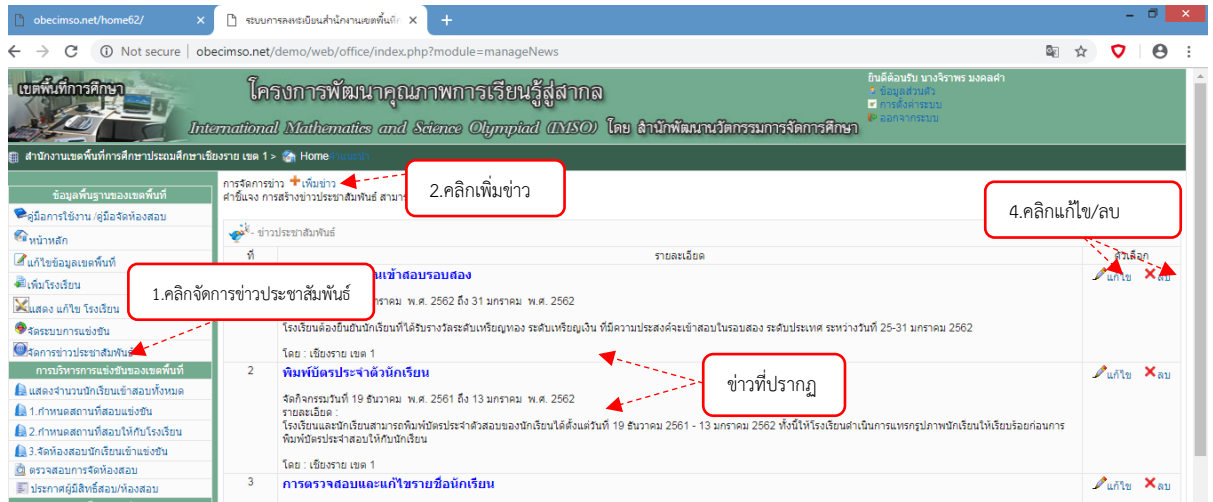 obecimso.net/home62/
ระบบการลงทะเบียนสำนักงานเขตพื้นที่ก
Not secure | obecimso.net/demo/web/office/index.php?module=manageNews
เขตพื้นที่การศึกษา
โครงการพัฒนาคุณภาพการเรียนรู้สู่สากล
International Mathematics and Science Olympiad (IMSO) โดย สำนักพัฒนานวัตกรรมการจัดการศึกษา
ยินดีต้อนรับ นางจิราพร มงคลคำ
ข้อมูลส่วนตัว
การตั้งค่าระบบ
ออกจากระบบ
สำนักงานเขตพื้นที่การศึกษาประถมศึกษาเชียงราย เขต 1 > Home
ข้อมูลพื้นฐานของเขตพื้นที่
คู่มือการใช้งาน /คู่มือจัดห้องสอบ
หน้าหลัก
แก้ไขข้อมูลเขตพื้นที่
เพิ่มโรงเรียน
แสดง แก้ไข โรงเรียน
จัดระบบการแข่งขัน
จัดการข่าวประชาสัมพันธ์
การบริหารการแข่งขันของเขตพื้นที่
แสดงจำนวนนักเรียนเข้าสอบทั้งหมด
1.กำหนดสถานที่สอบแข่งขัน
2.กำหนดสถานที่สอบให้กับโรงเรียน
3.จัดห้องสอบนักเรียนเข้าแข่งขัน
ตรวจสอบการจัดห้องสอบ
ประกาศผู้มีสิทธิ์สอบ/ห้องสอบ
การจัดการข่าว เพิ่มข่าว
คำชี้แจง การสร้างข่าวประชาสัมพันธ์ สามาร
- ข่าวประชาสัมพันธ์
ที่ รายละเอียด ตัวเลือก
นเข้าสอบรอบสอง แก้ไข ลบ
กราคม พ.ศ. 2562 ถึง 31 มกราคม พ.ศ. 2562
โรงเรียนต้องยืนยันนักเรียนที่ได้รับรางวัลระดับเหรียญทอง ระดับเหรียญเงิน ที่มีความประสงค์จะเข้าสอบในรอบสอง ระดับประเทศ ระหว่างวันที่ 25-31 มกราคม 2562
โดย : เชียงราย เขต 1
2 พิมพ์บัตรประจำตัวนักเรียน แก้ไข ลบ
จัดกิจกรรมวันที่ 19 ธันวาคม พ.ศ. 2561 ถึง 13 มกราคม พ.ศ. 2562
รายละเอียด :
โรงเรียนและนักเรียนสามารถพิมพ์บัตรประจำตัวสอบของนักเรียนได้ตั้งแต่วันที่ 19 ธันวาคม 2561 - 13 มกราคม 2562 ทั้งนี้ให้โรงเรียนดำเนินการแทรกรูปภาพนักเรียนให้เรียบร้อยก่อนการ
พิมพ์บัตรประจำสอบให้กับนักเรียน
โดย : เชียงราย เขต 1
3 การตรวจสอบและแก้ไขรายชื่อนักเรียน แก้ไข ลบ
1.คลิกจัดการข่าวประชาสัมพันธ์
2.คลิกเพิ่มข่าว
4.คลิกแก้ไข/ลบ
ข่าวที่ปรากฏ